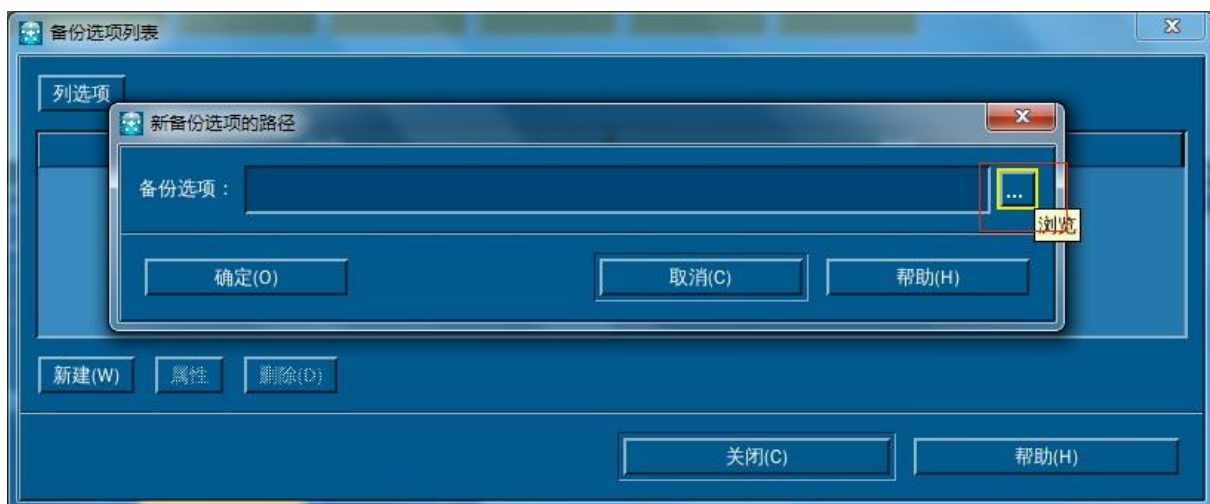 备份选项列表
列选项
新备份选项的路径
备份选项：
...
浏览
确定(O) 取消(C) 帮助(H)
新建(W) 属性 删除(D)
关闭(C) 帮助(H)